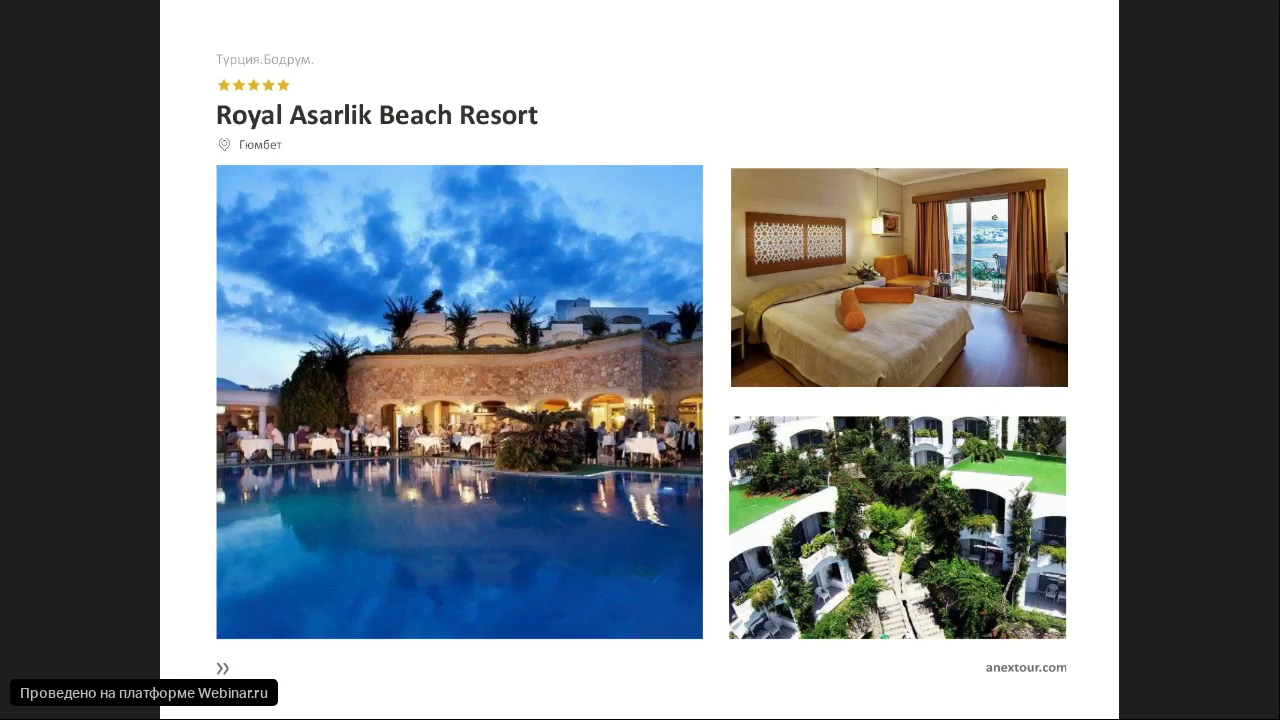 Турция.Бодрум.
Royal Asarlik Beach Resort
Гюмбет
anextour.com
Проведено на платформе Webinar.ru